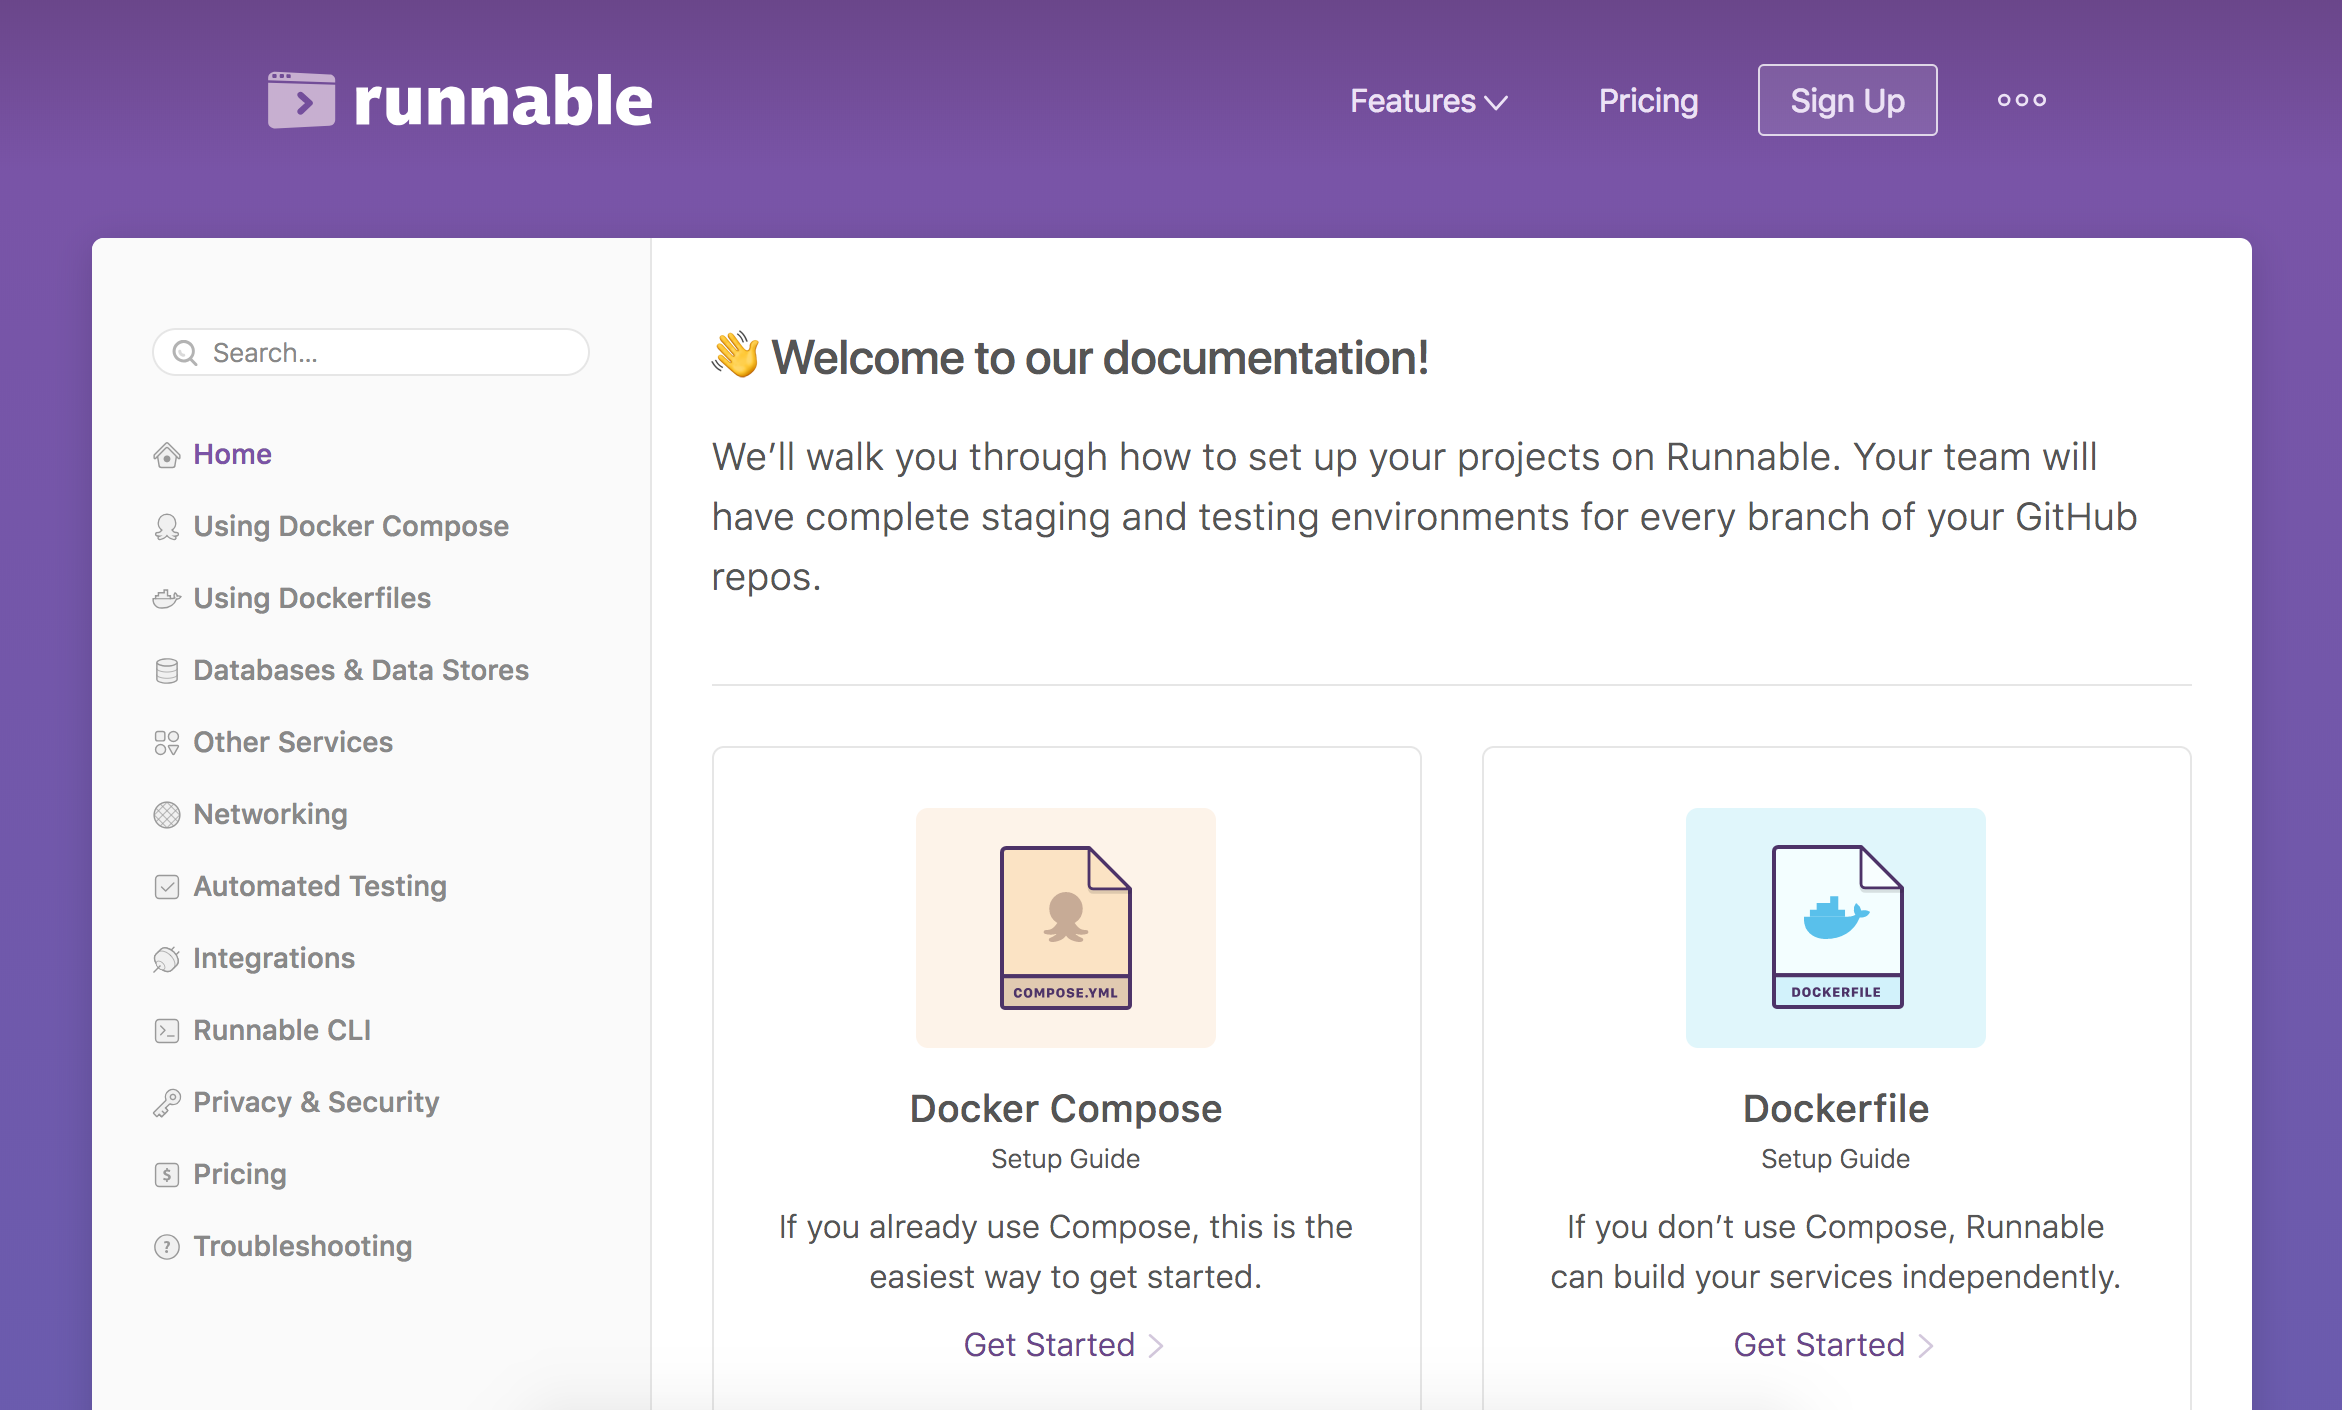 runnable
Features
Pricing
Sign Up
Search...
Home
Using Docker Compose
Using Dockerfiles
Databases & Data Stores
Other Services
Networking
Automated Testing
Integrations
Runnable CLI
Privacy & Security
$ Pricing
? Troubleshooting
👋 Welcome to our documentation!
We’ll walk you through how to set up your projects on Runnable. Your team will
have complete staging and testing environments for every branch of your GitHub
repos.
COMPOSE.YML
Docker Compose
Setup Guide
If you already use Compose, this is the
easiest way to get started.
Get Started
DOCKERFILE
Dockerfile
Setup Guide
If you don’t use Compose, Runnable
can build your services independently.
Get Started